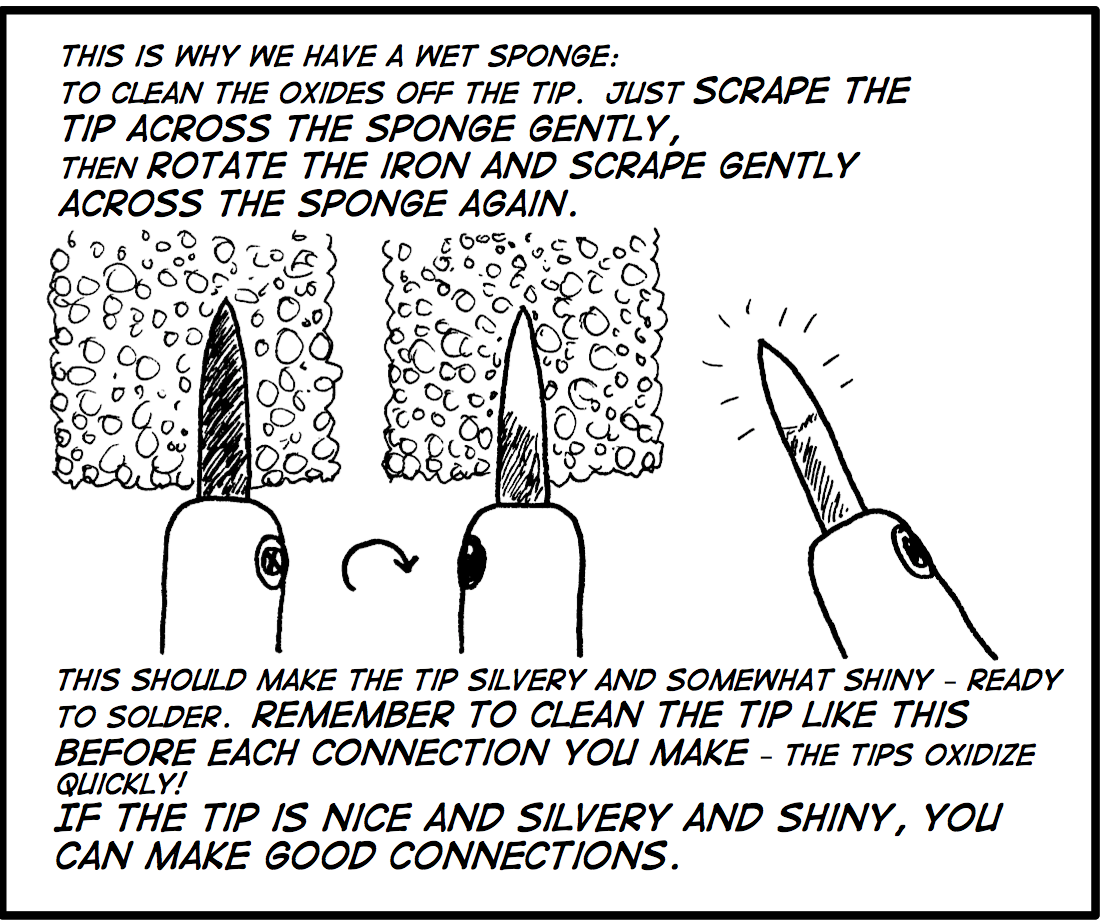 THIS IS WHY WE HAVE A WET SPONGE:
TO CLEAN THE OXIDES OFF THE TIP. JUST SCRAPE THE
TIP ACROSS THE SPONGE GENTLY,
THEN ROTATE THE IRON AND SCRAPE GENTLY
ACROSS THE SPONGE AGAIN.
THIS SHOULD MAKE THE TIP SILVERY AND SOMEWHAT SHINY - READY
TO SOLDER. REMEMBER TO CLEAN THE TIP LIKE THIS
BEFORE EACH CONNECTION YOU MAKE - THE TIPS OXIDIZE
QUICKLY!
IF THE TIP IS NICE AND SILVERY AND SHINY, YOU
CAN MAKE GOOD CONNECTIONS.